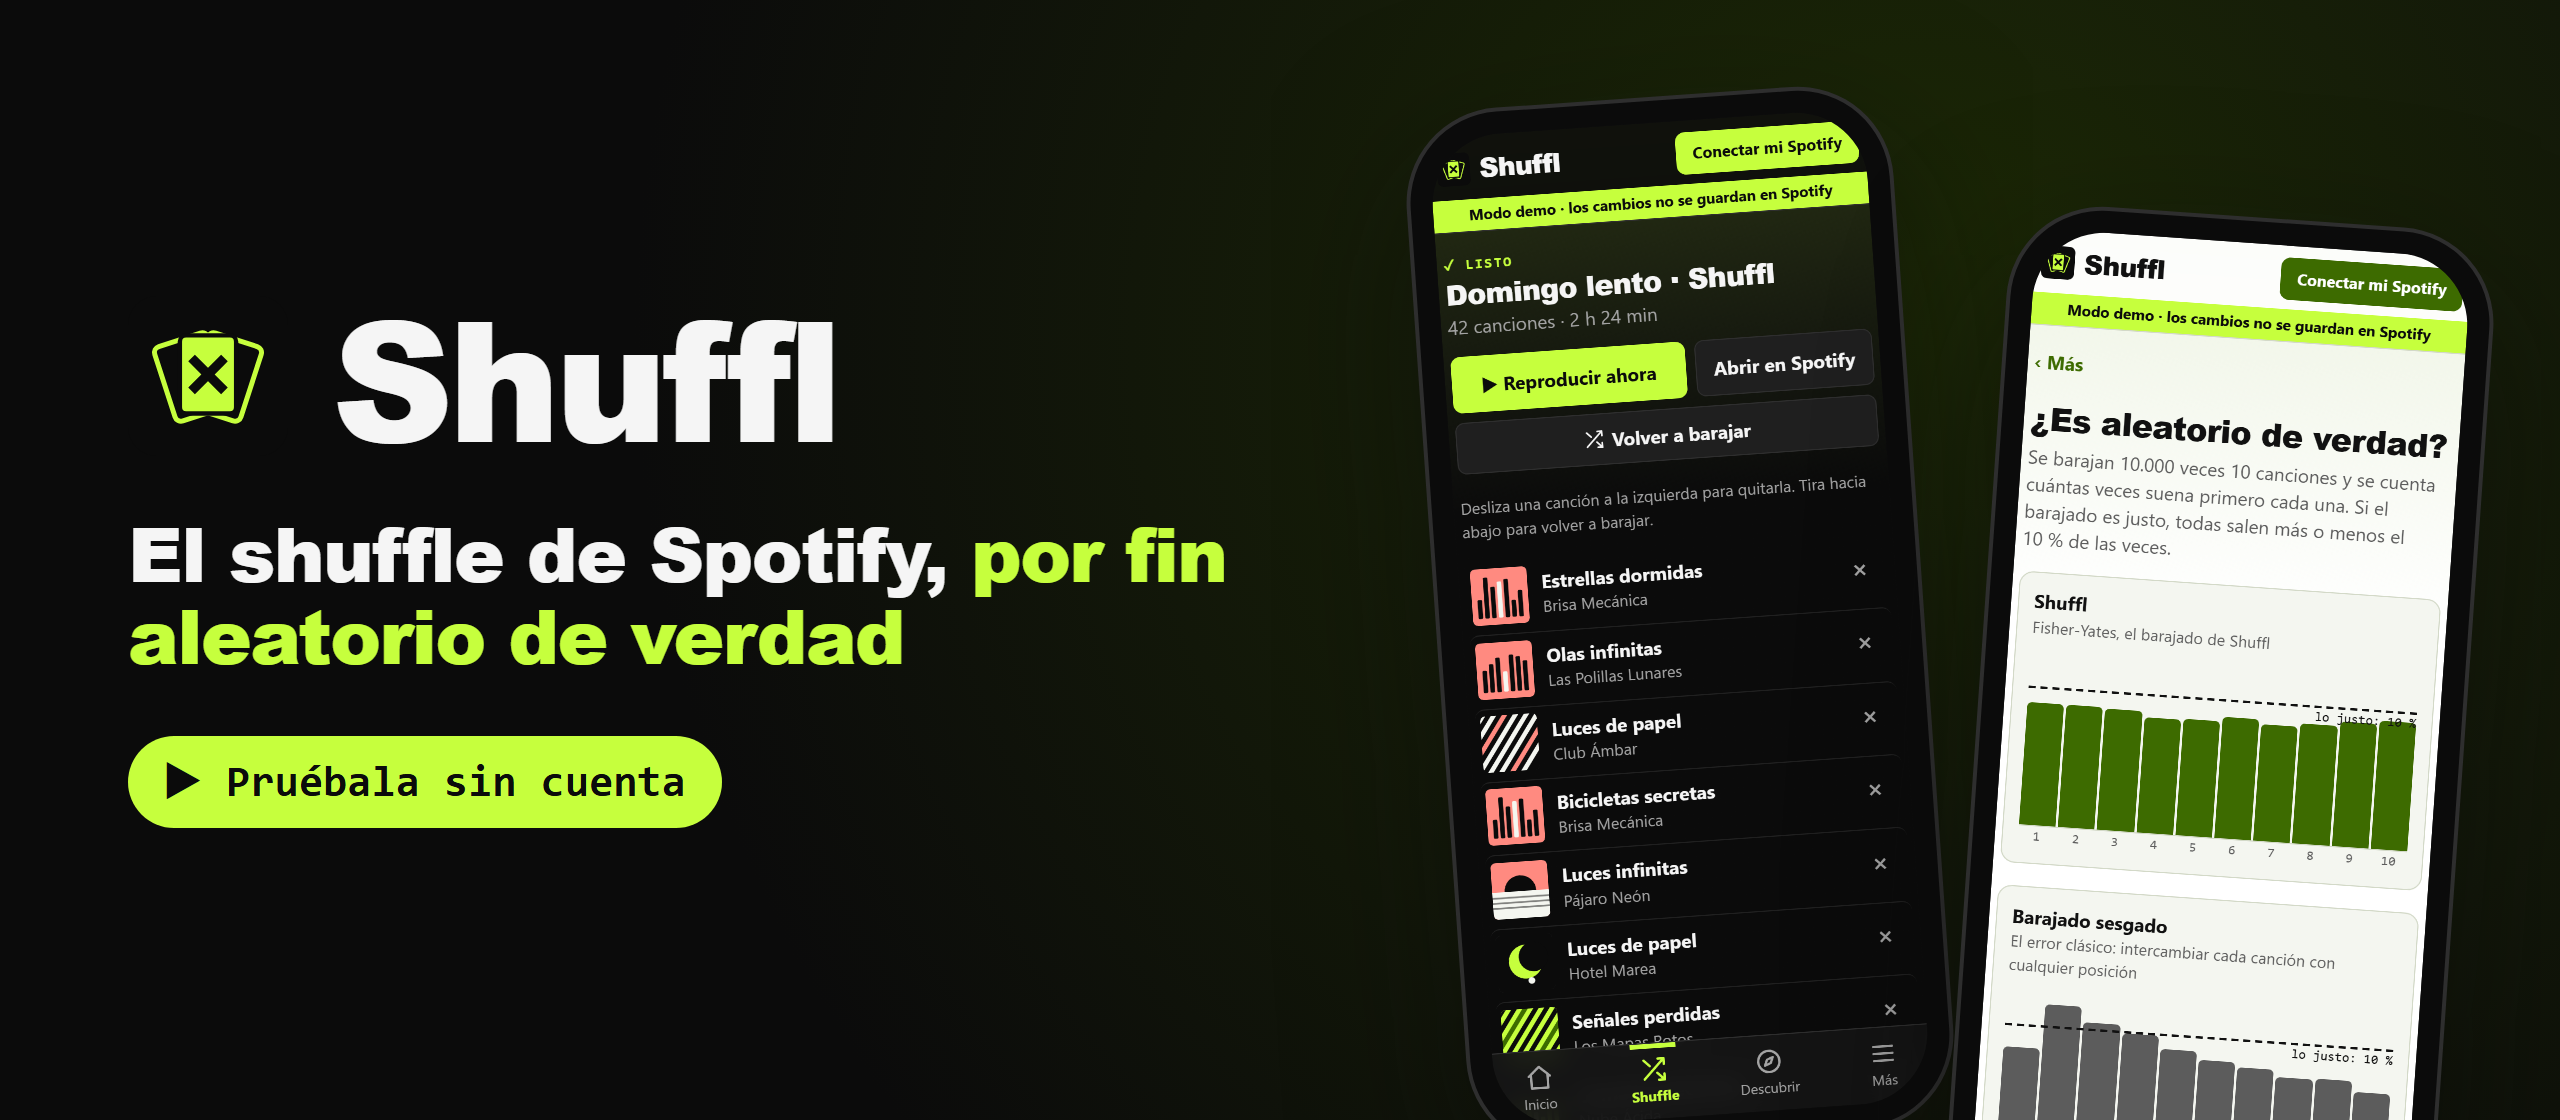 Shuffl
El shuffle de Spotify, por fin
aleatorio de verdad
▶ Pruébala sin cuenta
Shuffl
Conectar mi Spotify
Modo demo · los cambios no se guardan en Spotify
✓ LISTO
Domingo lento · Shuffl
42 canciones · 2 h 24 min
▶ Reproducir ahora
Abrir en Spotify
Volver a barajar
Desliza una canción a la izquierda para quitarla. Tira hacia
abajo para volver a barajar.
Estrellas dormidas
Brisa Mecánica
Olas infinitas
Las Polillas Lunares
Luces de papel
Club Ámbar
Bicicletas secretas
Brisa Mecánica
Luces infinitas
Pájaro Neón
Luces de papel
Hotel Marea
Señales perdidas
Los Mapas Rotos
Inicio
Shuffle
Descubrir
Más
Shuffl
Conectar mi Spotify
Modo demo · los cambios no se guardan en Spotify
‹ Más
¿Es aleatorio de verdad?
Se barajan 10.000 veces 10 canciones y se cuenta
cuántas veces suena primero cada una. Si el
barajado es justo, todas salen más o menos el
10 % de las veces.
Shuffl
Fisher-Yates, el barajado de Shuffl
lo justo: 10 %
1 2 3 4 5 6 7 8 9 10
Barajado sesgado
El error clásico: intercambiar cada canción con
cualquier posición
lo justo: 10 %